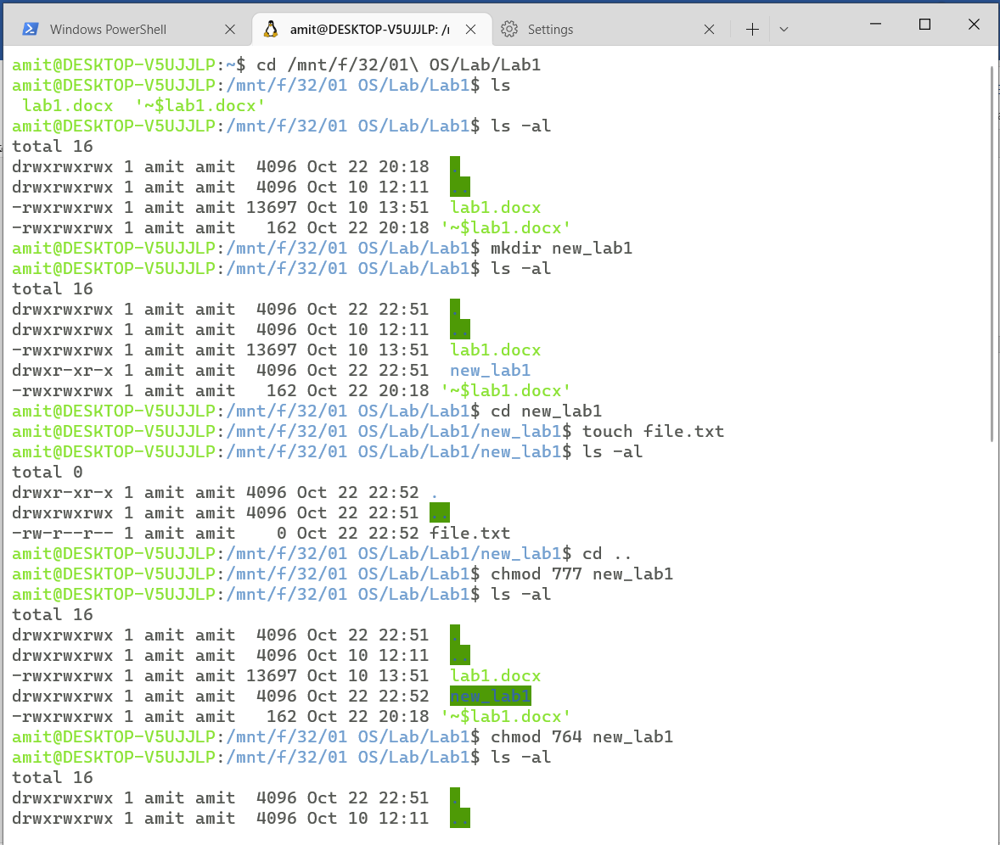 Windows PowerShell
amit@DESKTOP-V5UJJLP: /r
Settings
amit@DESKTOP-V5UJJLP:~$ cd /mnt/f/32/01\ OS/Lab/Lab1
amit@DESKTOP-V5UJJLP:/mnt/f/32/01 OS/Lab/Lab1$ ls
 lab1.docx  '~$lab1.docx'
amit@DESKTOP-V5UJJLP:/mnt/f/32/01 OS/Lab/Lab1$ ls -al
total 16
drwxrwxrwx 1 amit amit  4096 Oct 22 20:18  .
drwxrwxrwx 1 amit amit  4096 Oct 10 12:11  ..
-rwxrwxrwx 1 amit amit 13697 Oct 10 13:51  lab1.docx
-rwxrwxrwx 1 amit amit   162 Oct 22 20:18 '~$lab1.docx'
amit@DESKTOP-V5UJJLP:/mnt/f/32/01 OS/Lab/Lab1$ mkdir new_lab1
amit@DESKTOP-V5UJJLP:/mnt/f/32/01 OS/Lab/Lab1$ ls -al
total 16
drwxrwxrwx 1 amit amit  4096 Oct 22 22:51  .
drwxrwxrwx 1 amit amit  4096 Oct 10 12:11  ..
-rwxrwxrwx 1 amit amit 13697 Oct 10 13:51  lab1.docx
drwxr-xr-x 1 amit amit  4096 Oct 22 22:51  new_lab1
-rwxrwxrwx 1 amit amit   162 Oct 22 20:18 '~$lab1.docx'
amit@DESKTOP-V5UJJLP:/mnt/f/32/01 OS/Lab/Lab1$ cd new_lab1
amit@DESKTOP-V5UJJLP:/mnt/f/32/01 OS/Lab/Lab1/new_lab1$ touch file.txt
amit@DESKTOP-V5UJJLP:/mnt/f/32/01 OS/Lab/Lab1/new_lab1$ ls -al
total 0
drwxr-xr-x 1 amit amit 4096 Oct 22 22:52 .
drwxrwxrwx 1 amit amit 4096 Oct 22 22:51 ..
-rw-r--r-- 1 amit amit    0 Oct 22 22:52 file.txt
amit@DESKTOP-V5UJJLP:/mnt/f/32/01 OS/Lab/Lab1/new_lab1$ cd ..
amit@DESKTOP-V5UJJLP:/mnt/f/32/01 OS/Lab/Lab1$ chmod 777 new_lab1
amit@DESKTOP-V5UJJLP:/mnt/f/32/01 OS/Lab/Lab1$ ls -al
total 16
drwxrwxrwx 1 amit amit  4096 Oct 22 22:51  .
drwxrwxrwx 1 amit amit  4096 Oct 10 12:11  ..
-rwxrwxrwx 1 amit amit 13697 Oct 10 13:51  lab1.docx
drwxrwxrwx 1 amit amit  4096 Oct 22 22:52  new_lab1
-rwxrwxrwx 1 amit amit   162 Oct 22 20:18 '~$lab1.docx'
amit@DESKTOP-V5UJJLP:/mnt/f/32/01 OS/Lab/Lab1$ chmod 764 new_lab1
amit@DESKTOP-V5UJJLP:/mnt/f/32/01 OS/Lab/Lab1$ ls -al
total 16
drwxrwxrwx 1 amit amit  4096 Oct 22 22:51  .
drwxrwxrwx 1 amit amit  4096 Oct 10 12:11  ..